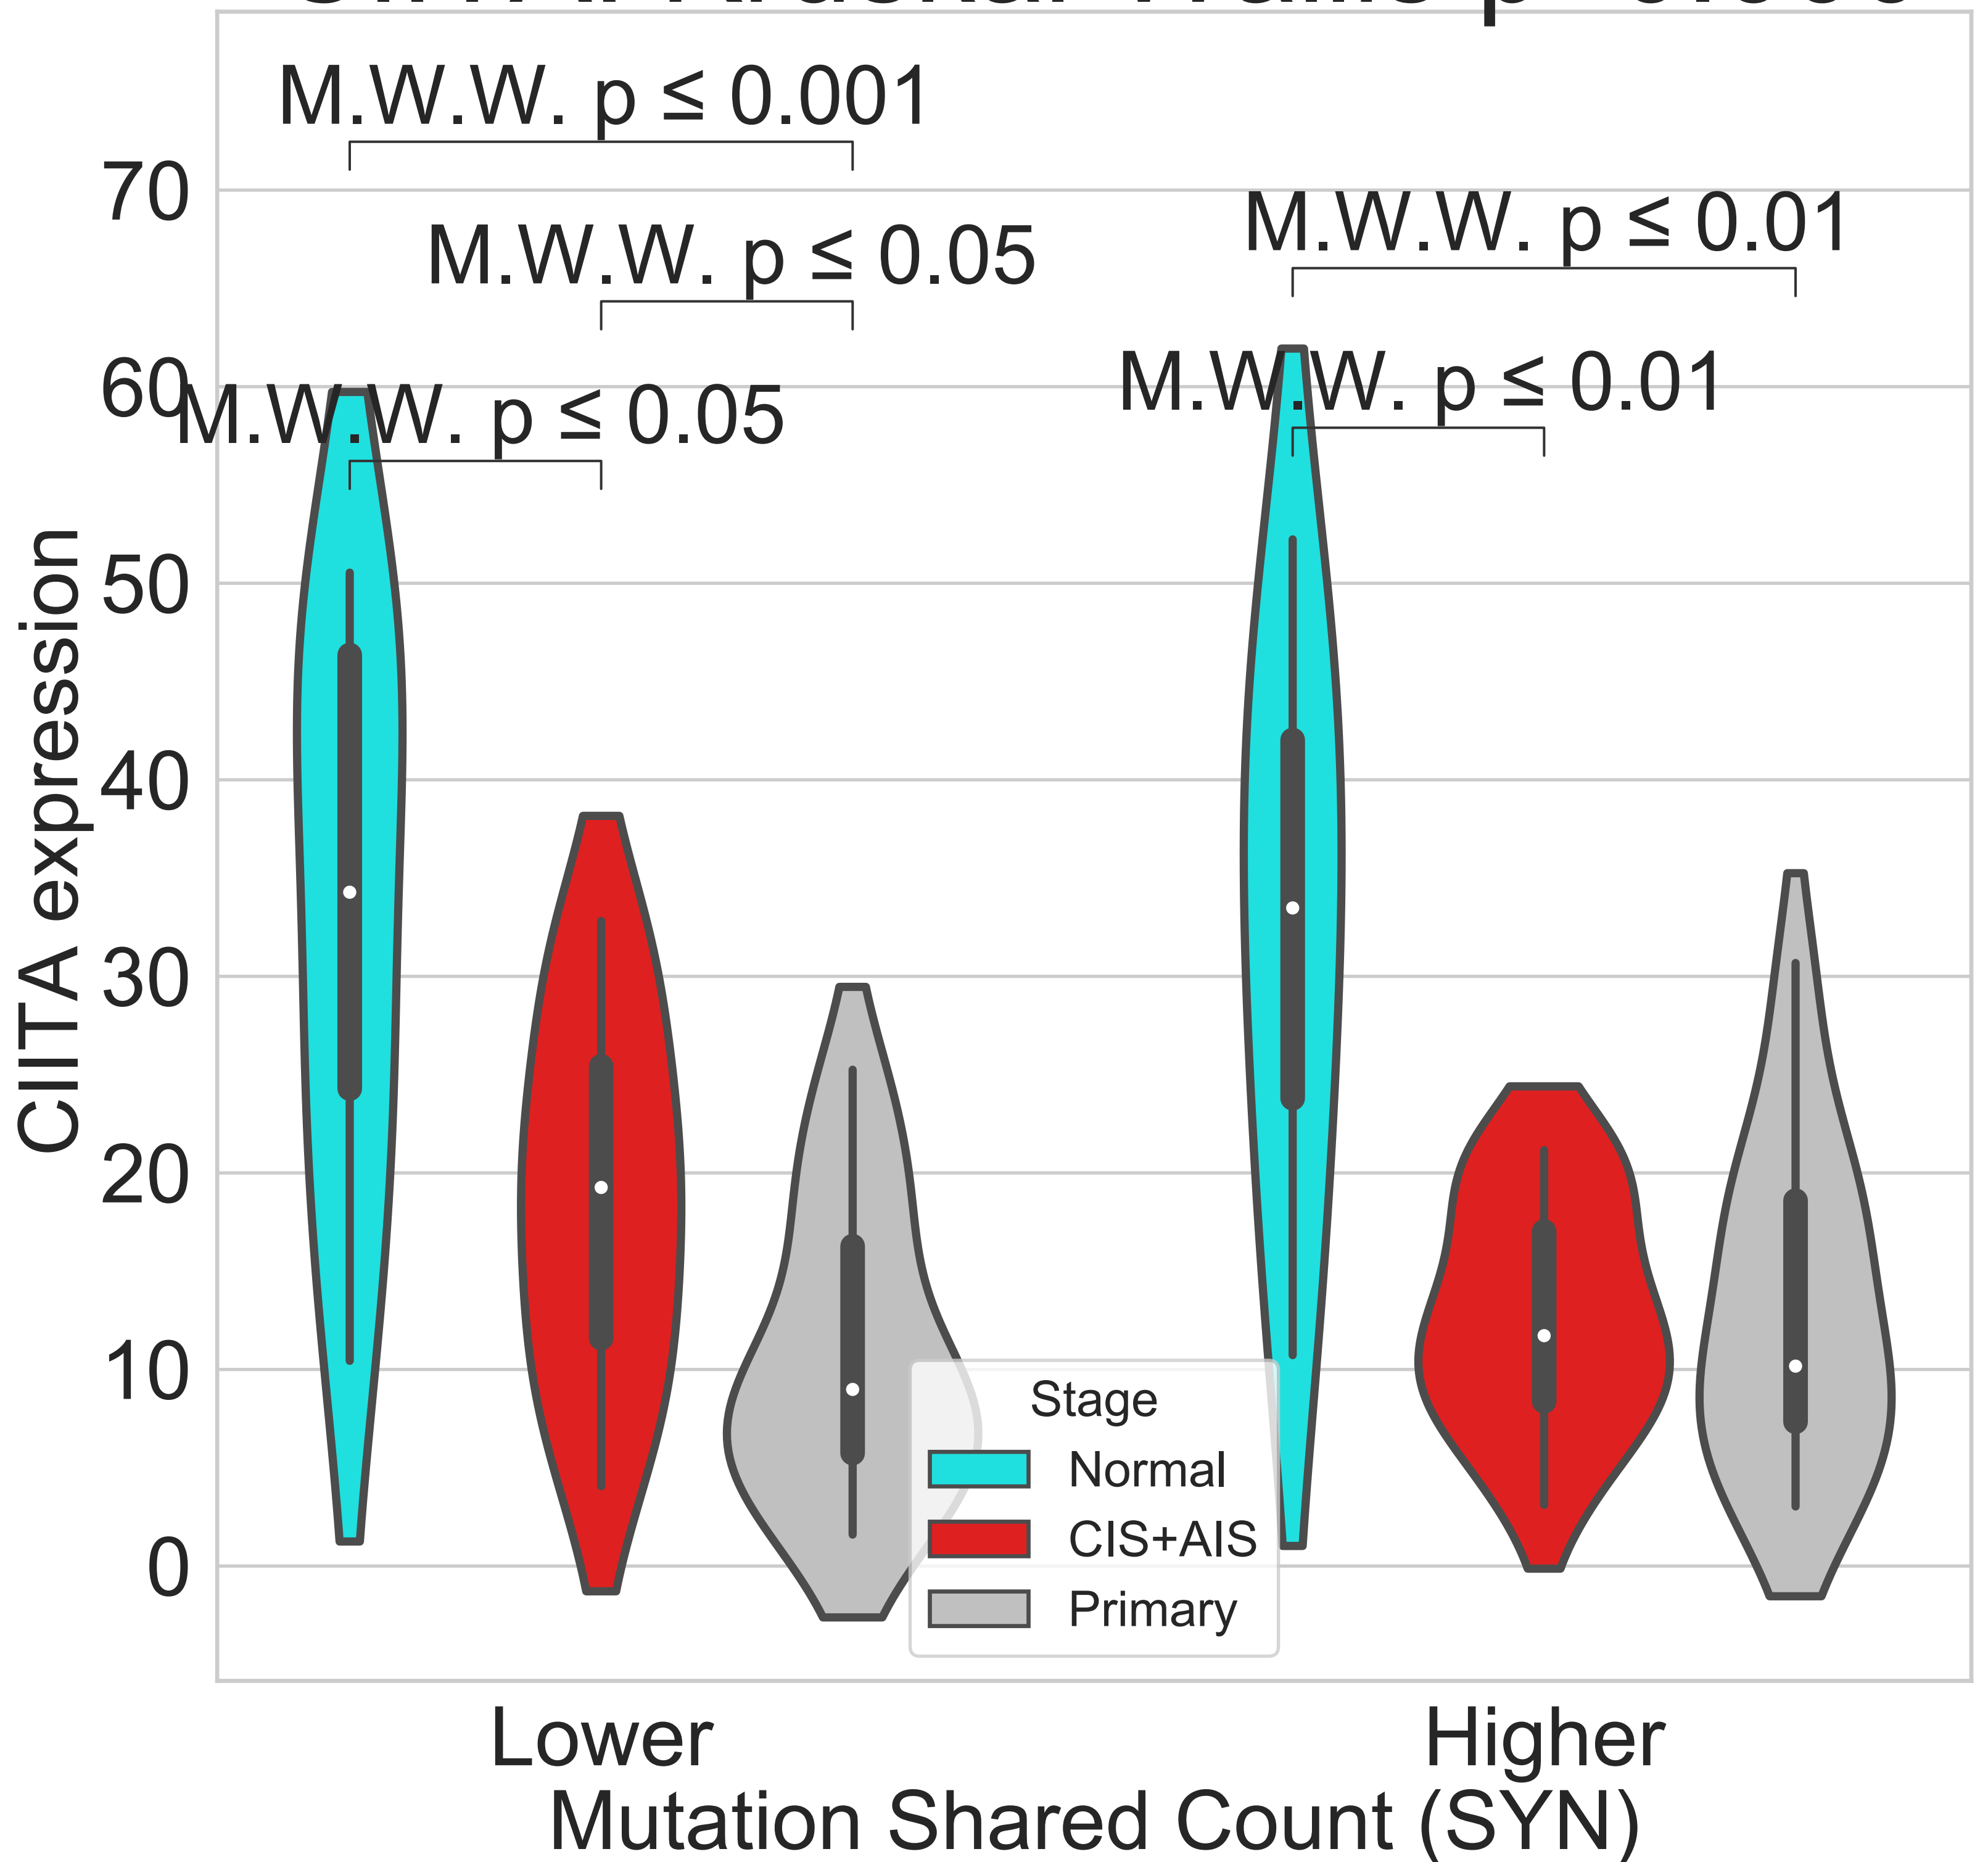 M.W.W. p ≤ 0.001
70
M.W.W. p ≤ 0.01
M.W.W. p ≤ 0.05
M.W.W. p ≤ 0.01
60
M.W.W. p ≤ 0.05
50
40
30
20
10
0
CIITA expression
Stage
Normal
CIS+AIS
Primary
Lower
Higher
Mutation Shared Count (SYN)